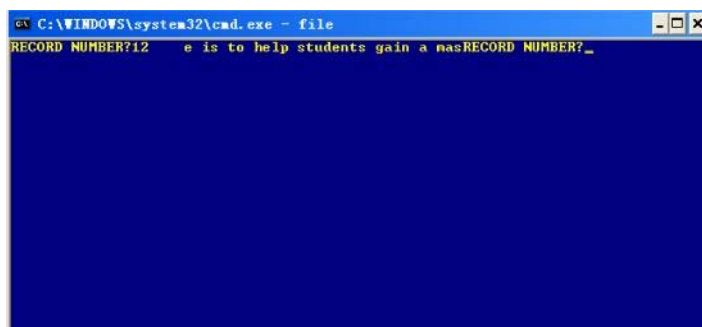 C:\WINDOWS\system32\cmd.exe - file
RECORD NUMBER?12    e is to help students gain a masRECORD NUMBER?_